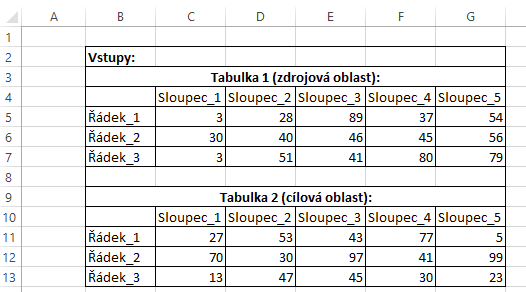 A B C D E F G
1
2 Vstupy:
3 Tabulka 1 (zdrojová oblast):
4 Sloupec_1 Sloupec_2 Sloupec_3 Sloupec_4 Sloupec_5
5 Řádek_1 3 28 89 37 54
6 Řádek_2 30 40 46 45 56
7 Řádek_3 3 51 41 80 79
8
9 Tabulka 2 (cílová oblast):
10 Sloupec_1 Sloupec_2 Sloupec_3 Sloupec_4 Sloupec_5
11 Řádek_1 27 53 43 77 5
12 Řádek_2 70 30 97 41 99
13 Řádek_3 13 47 45 30 23